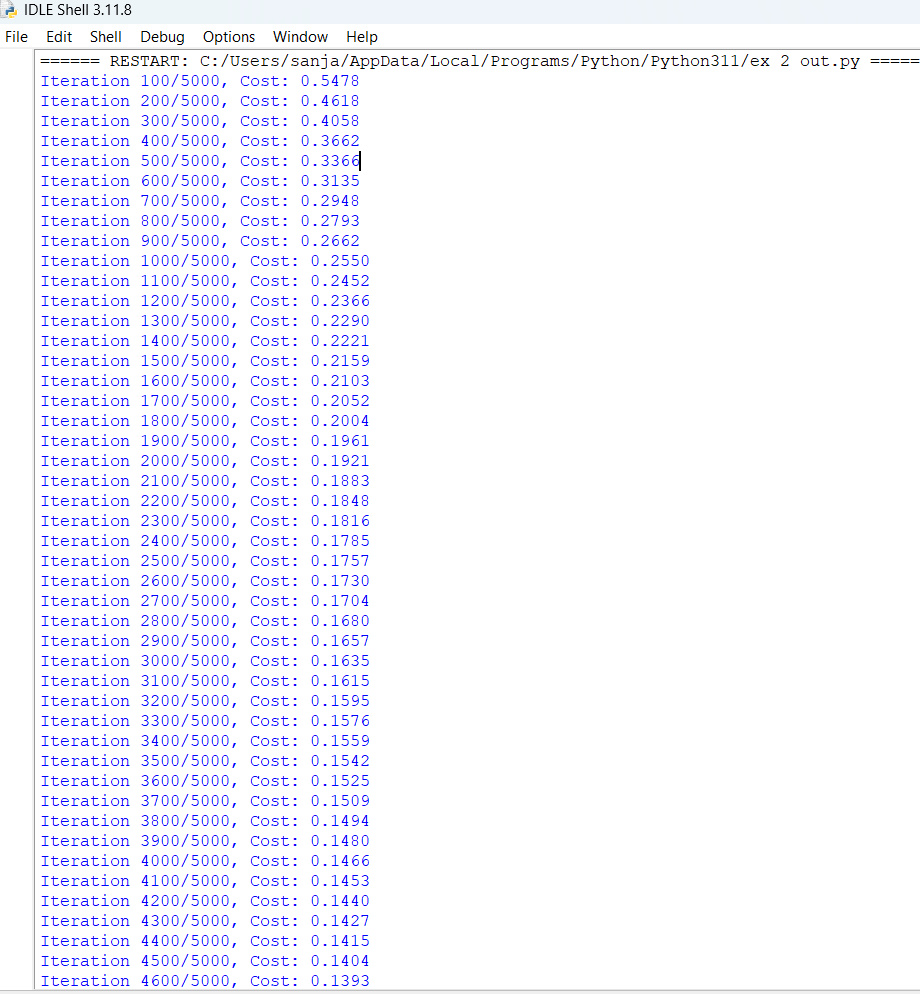 IDLE Shell 3.11.8
File Edit Shell Debug Options Window Help
====== RESTART: C:/Users/sanja/AppData/Local/Programs/Python/Python311/ex 2 out.py =====
Iteration 100/5000, Cost: 0.5478
Iteration 200/5000, Cost: 0.4618
Iteration 300/5000, Cost: 0.4058
Iteration 400/5000, Cost: 0.3662
Iteration 500/5000, Cost: 0.3366
Iteration 600/5000, Cost: 0.3135
Iteration 700/5000, Cost: 0.2948
Iteration 800/5000, Cost: 0.2793
Iteration 900/5000, Cost: 0.2662
Iteration 1000/5000, Cost: 0.2550
Iteration 1100/5000, Cost: 0.2452
Iteration 1200/5000, Cost: 0.2366
Iteration 1300/5000, Cost: 0.2290
Iteration 1400/5000, Cost: 0.2221
Iteration 1500/5000, Cost: 0.2159
Iteration 1600/5000, Cost: 0.2103
Iteration 1700/5000, Cost: 0.2052
Iteration 1800/5000, Cost: 0.2004
Iteration 1900/5000, Cost: 0.1961
Iteration 2000/5000, Cost: 0.1921
Iteration 2100/5000, Cost: 0.1883
Iteration 2200/5000, Cost: 0.1848
Iteration 2300/5000, Cost: 0.1816
Iteration 2400/5000, Cost: 0.1785
Iteration 2500/5000, Cost: 0.1757
Iteration 2600/5000, Cost: 0.1730
Iteration 2700/5000, Cost: 0.1704
Iteration 2800/5000, Cost: 0.1680
Iteration 2900/5000, Cost: 0.1657
Iteration 3000/5000, Cost: 0.1635
Iteration 3100/5000, Cost: 0.1615
Iteration 3200/5000, Cost: 0.1595
Iteration 3300/5000, Cost: 0.1576
Iteration 3400/5000, Cost: 0.1559
Iteration 3500/5000, Cost: 0.1542
Iteration 3600/5000, Cost: 0.1525
Iteration 3700/5000, Cost: 0.1509
Iteration 3800/5000, Cost: 0.1494
Iteration 3900/5000, Cost: 0.1480
Iteration 4000/5000, Cost: 0.1466
Iteration 4100/5000, Cost: 0.1453
Iteration 4200/5000, Cost: 0.1440
Iteration 4300/5000, Cost: 0.1427
Iteration 4400/5000, Cost: 0.1415
Iteration 4500/5000, Cost: 0.1404
Iteration 4600/5000, Cost: 0.1393